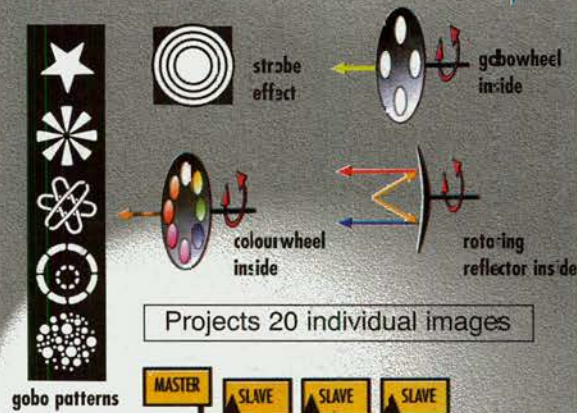 strobe
effect
gobowheel
inside
colourwheel
inside
rotating
reflector inside
Projects 20 individual images
gobo patterns
MASTER
SLAVE
SLAVE
SLAVE